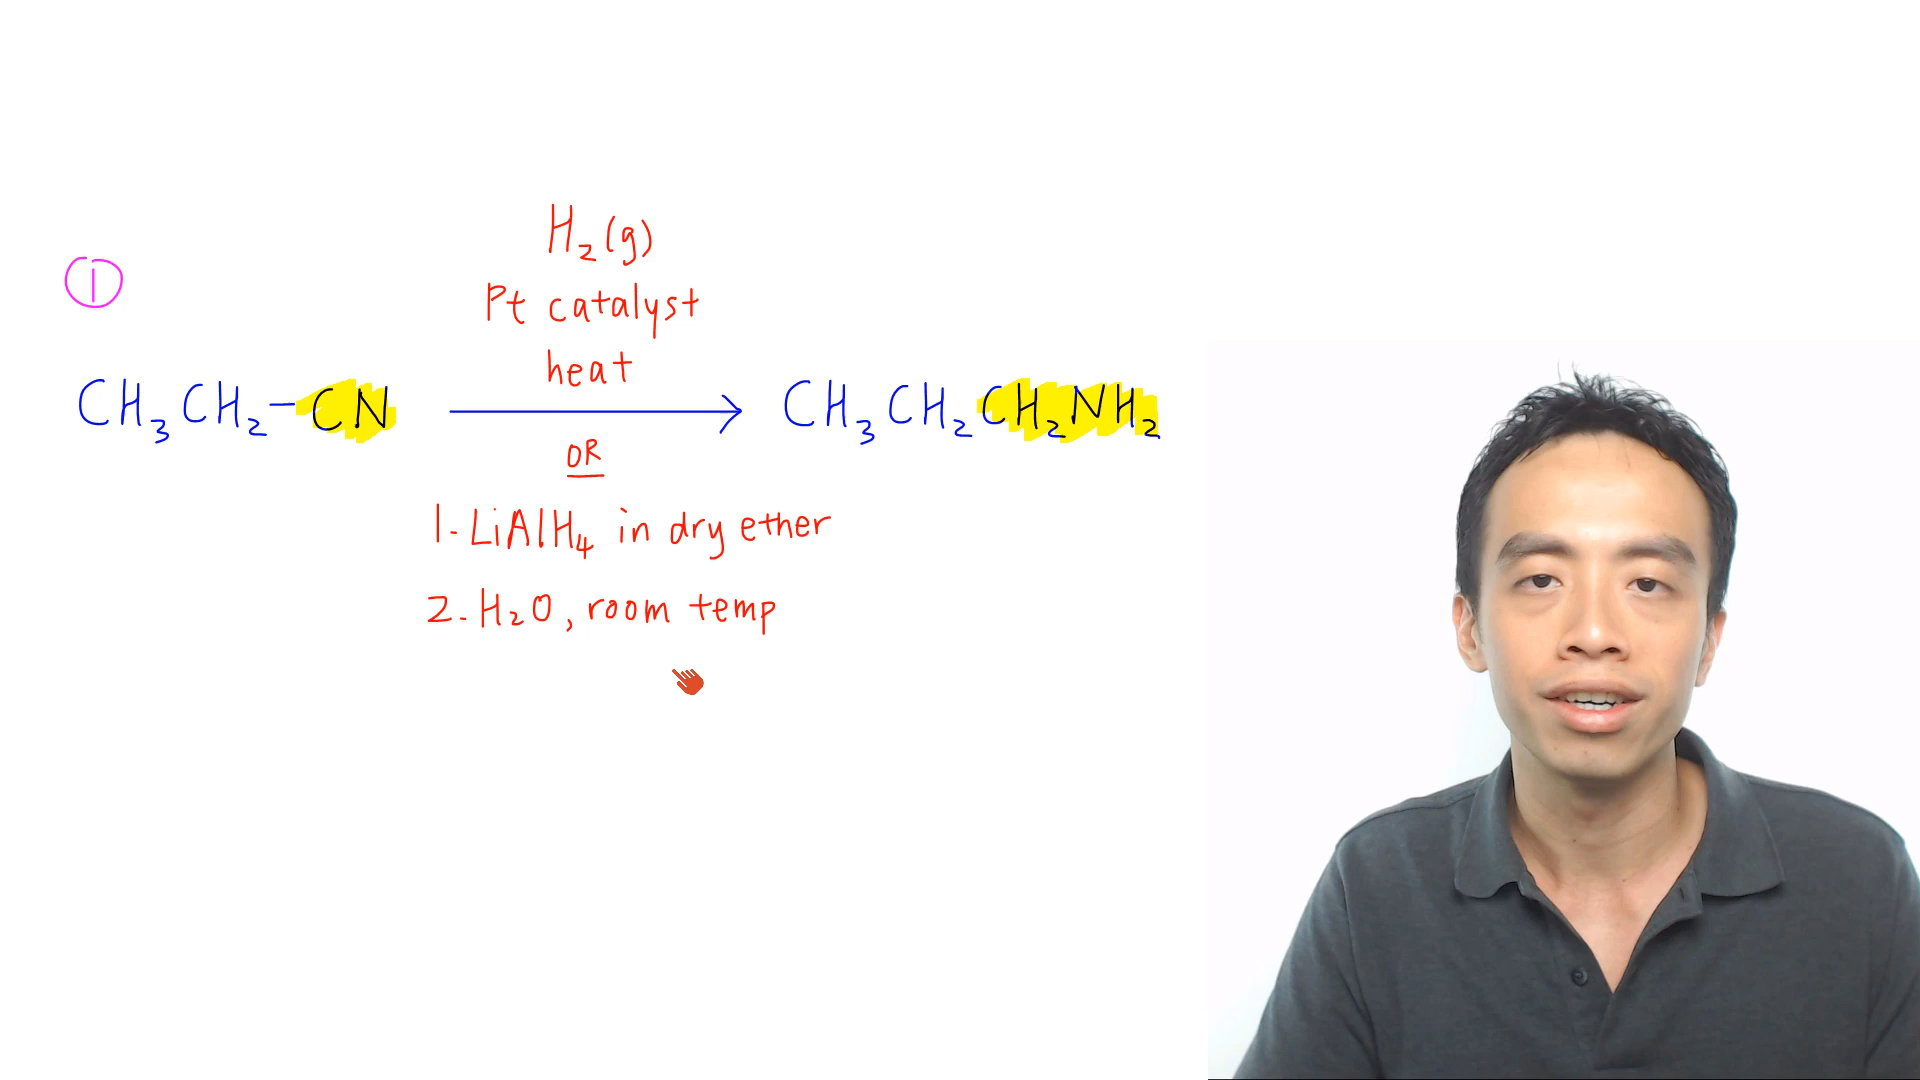 ①
H₂(g)
Pt catalyst
heat
CH₃CH₂-CN → CH₃CH₂CH₂NH₂
OR
1. LiAlH₄ in dry ether
2. H₂O, room temp